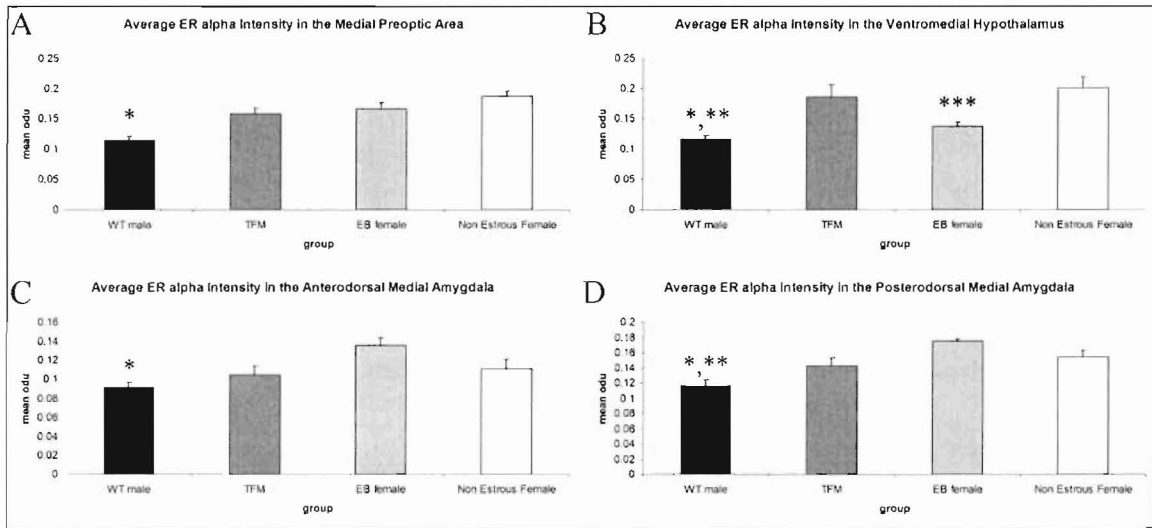 A
Average ER alpha Intensity in the Medial Preoptic Area
0.25
0.2
0.15
0.1
0.05
0
mean odu
*
WT male TFM EB female Non Estrous Female
group
B
Average ER alpha intensity in the Ventromedial Hypothalamus
0.25
0.2
0.15
0.1
0.05
0
mean odu
*,**
***
WT male TFM EB female Non Estrous Female
group
C
Average ER alpha Intensity in the Anterodorsal Medial Amygdala
0.16
0.14
0.12
0.1
0.08
0.06
0.04
0.02
0
mean odu
*
WT male TFM EB female Non Estrous Female
group
D
Average ER alpha Intensity in the Posterodorsal Medial Amygdala
0.2
0.18
0.16
0.14
0.12
0.1
0.08
0.06
0.04
0.02
0
mean odu
*,**
WT male TFM EB female Non Estrous Female
group